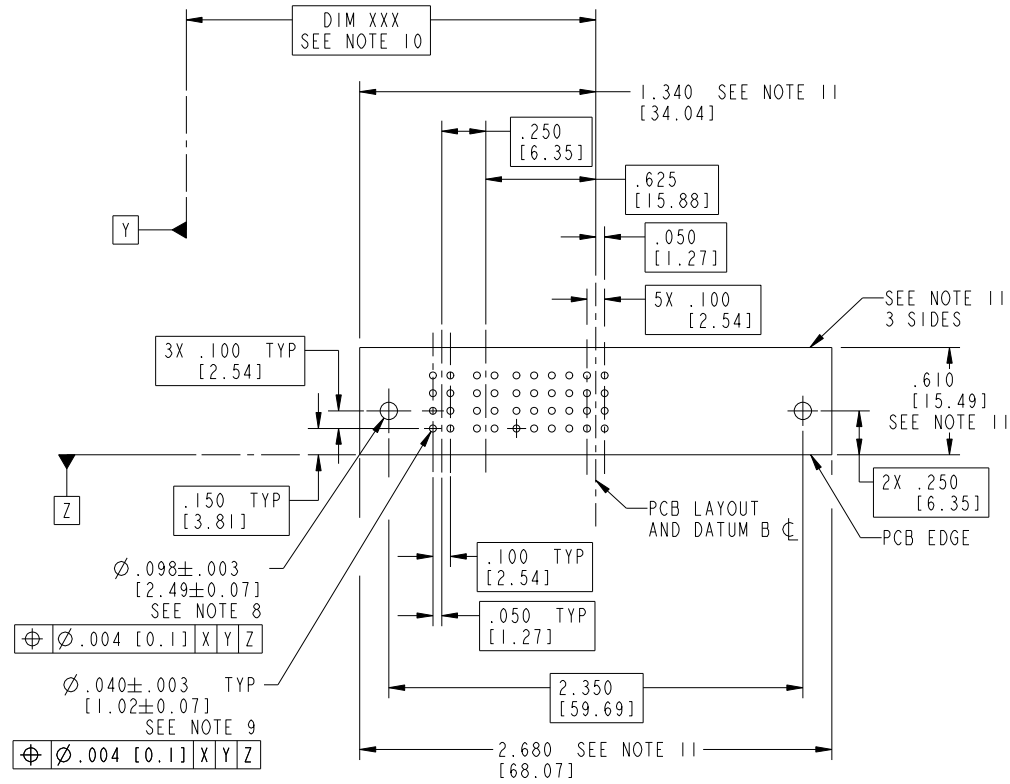 DIM XXX
SEE NOTE 10
1.340 SEE NOTE 11
[34.04]
.250
[6.35]
.625
[15.88]
Y
.050
[1.27]
5X .100
[2.54]
SEE NOTE 11
3 SIDES
3X .100 TYP
[2.54]
.610
[15.49]
SEE NOTE 11
Z
.150 TYP
[3.81]
2X .250
[6.35]
PCB LAYOUT
AND DATUM B ℄
PCB EDGE
.100 TYP
[2.54]
Ø.098±.003
[2.49±0.07]
SEE NOTE 8
⌖ Ø.004 [0.1] X Y Z
.050 TYP
[1.27]
Ø.040±.003 TYP
[1.02±0.07]
SEE NOTE 9
⌖ Ø.004 [0.1] X Y Z
2.350
[59.69]
2.680 SEE NOTE 11
[68.07]